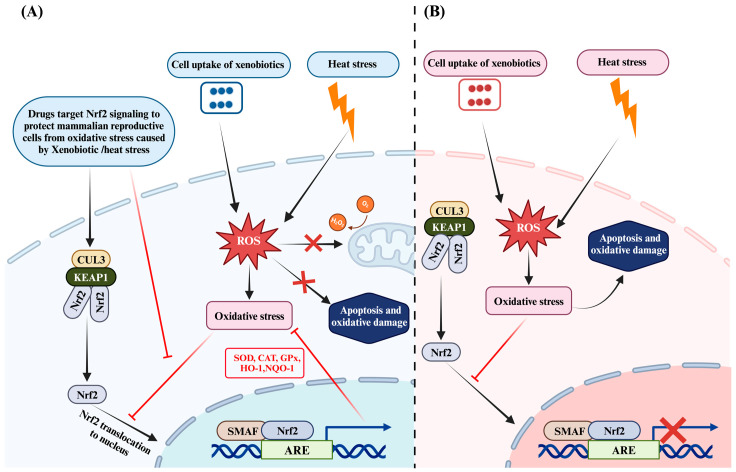 (A)
Cell uptake of xenobiotics
Heat stress
Drugs target Nrf2 signaling to
protect mammalian reproductive
cells from oxidative stress caused
by Xenobiotic /heat stress
O₂
H₂O₂
CUL3
KEAP1
Nrf2
Nrf2
ROS
Oxidative stress
Apoptosis and
oxidative damage
SOD, CAT, GPx,
HO-1,NQO-1
Nrf2
Nrf2 translocation
to nucleus
SMAF
Nrf2
ARE
(B)
Cell uptake of xenobiotics
Heat stress
CUL3
KEAP1
Nrf2
Nrf2
ROS
Apoptosis and
oxidative damage
Oxidative stress
Nrf2
SMAF
Nrf2
ARE